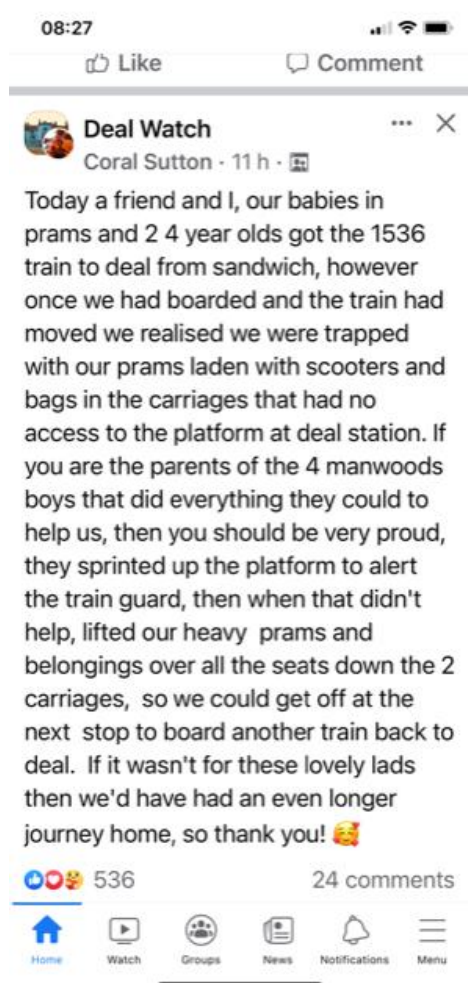 08:27
Like Comment
Deal Watch
Coral Sutton · 11 h ·
Today a friend and I, our babies in
prams and 2 4 year olds got the 1536
train to deal from sandwich, however
once we had boarded and the train had
moved we realised we were trapped
with our prams laden with scooters and
bags in the carriages that had no
access to the platform at deal station. If
you are the parents of the 4 manwoods
boys that did everything they could to
help us, then you should be very proud,
they sprinted up the platform to alert
the train guard, then when that didn't
help, lifted our heavy prams and
belongings over all the seats down the 2
carriages, so we could get off at the
next stop to board another train back to
deal. If it wasn't for these lovely lads
then we'd have had an even longer
journey home, so thank you! 🥰
536 24 comments
Home Watch Groups News Notifications Menu